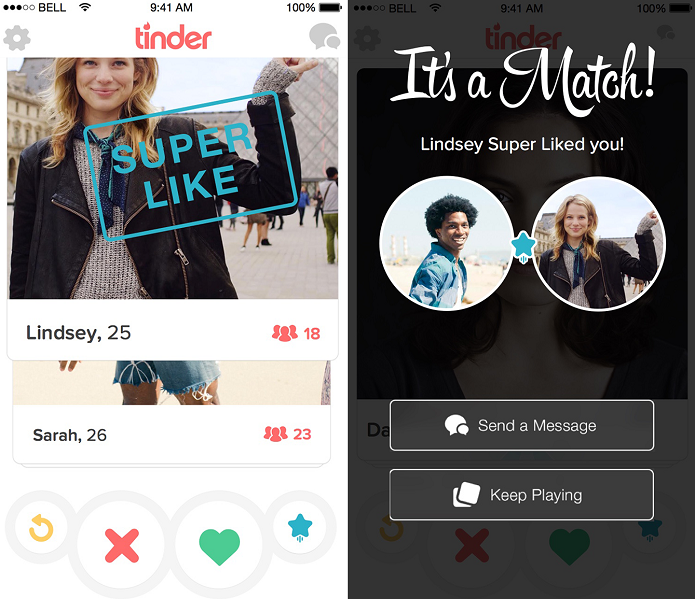 BELL 9:41 AM 100%
tinder
SUPER
LIKE
Lindsey, 25 18
Sarah, 26 23
BELL 9:41 AM 100%
tinder
It's a Match!
Lindsey Super Liked you!
Da
Send a Message
Keep Playing